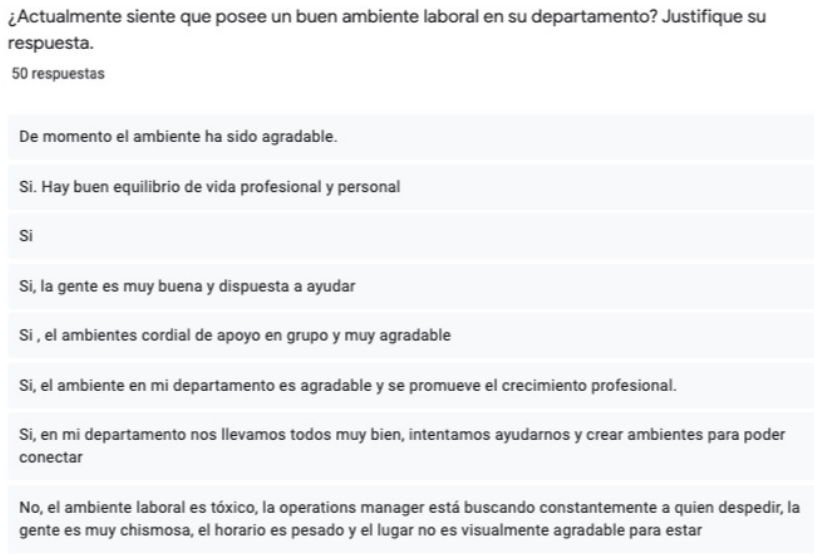 ¿Actualmente siente que posee un buen ambiente laboral en su departamento? Justifique su
respuesta.
50 respuestas
De momento el ambiente ha sido agradable.
Si. Hay buen equilibrio de vida profesional y personal
Si
Si, la gente es muy buena y dispuesta a ayudar
Si , el ambientes cordial de apoyo en grupo y muy agradable
Si, el ambiente en mi departamento es agradable y se promueve el crecimiento profesional.
Si, en mi departamento nos llevamos todos muy bien, intentamos ayudarnos y crear ambientes para poder
conectar
No, el ambiente laboral es tóxico, la operations manager está buscando constantemente a quien despedir, la
gente es muy chismosa, el horario es pesado y el lugar no es visualmente agradable para estar